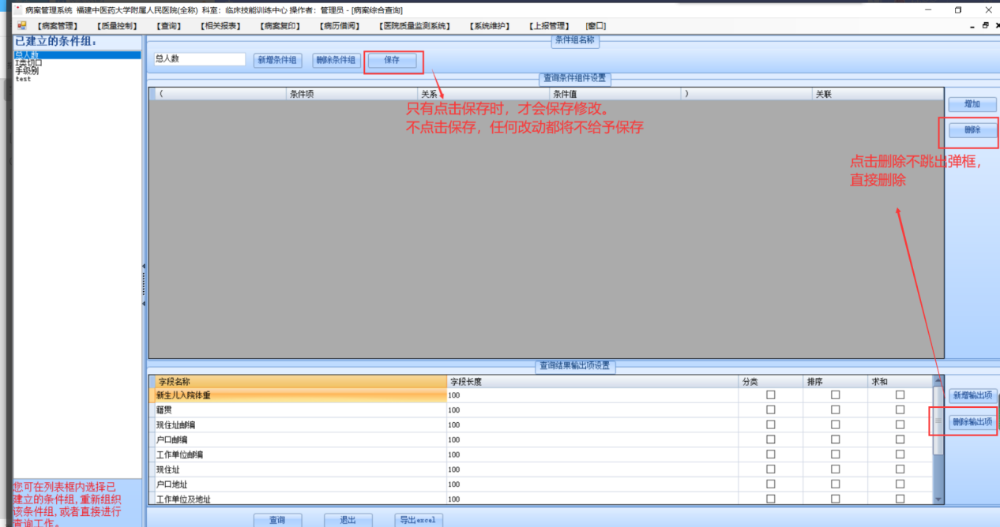 病案管理系统 福建中医药大学附属人民医院(全称) 科室：临床技能训练中心 操作者：管理员 - [病案综合查询]
【病案管理】 【质量控制】 【查询】 【相关报表】 【病案复印】 【病历借阅】 【医院质量监测系统】 【系统维护】 【上报管理】 [窗口]
已建立的条件组：
总人数
I类切口
手级别
test
条件组名称
总人数 新增条件组 删除条件组 保存
查询条件组件设置
( 条件项 关系 条件值 ) 关联
增加
删除
只有点击保存时，才会保存修改。
不点击保存，任何改动都将不给予保存
点击删除不跳出弹框，
直接删除
查询结果输出项设置
字段名称 字段长度 分类 排序 求和
新生儿入院体重 100
籍贯 100
现住址邮编 100
户口邮编 100
工作单位邮编 100
现住址 100
户口地址 100
工作单位及地址 100
新增输出项
删除输出项
您可在列表框内选择已
建立的条件组,重新组织
该条件组,或者直接进行
查询工作。
查询 退出 导出excel